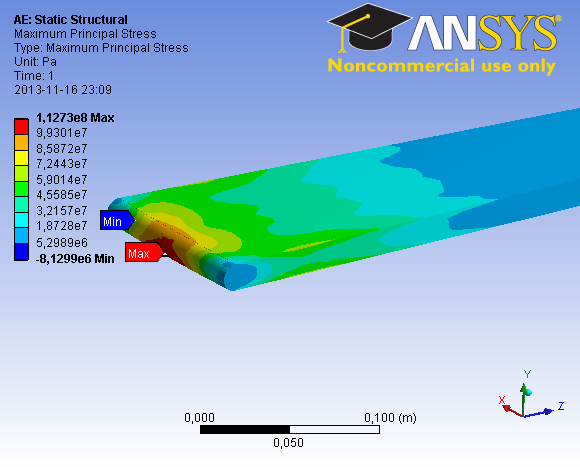 AE: Static Structural
Maximum Principal Stress
Type: Maximum Principal Stress
Unit: Pa
Time: 1
2013-11-16 23:09
ANSYS®
Noncommercial use only
1,1273e8 Max
9,9301e7
8,5872e7
7,2443e7
5,9014e7
4,5585e7
3,2157e7
1,8728e7
5,2989e6
-8,1299e6 Min
Min
Max
Y
X
Z
0,000
0,100 (m)
0,050